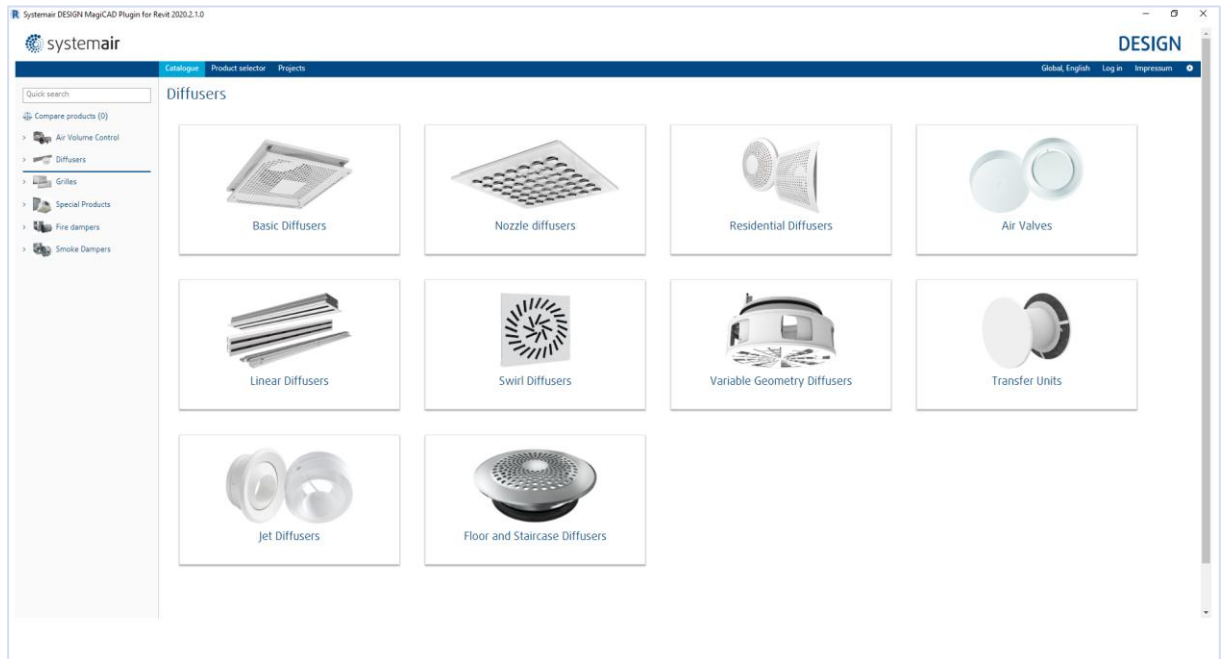 Systemair DESIGN MagiCAD Plugin for Revit 2020.2.1.0
systemair
DESIGN
Catalogue Product selector Projects Global, English Log in Impressum
Quick search
Compare products (0)
Air Volume Control
Diffusers
Grilles
Special Products
Fire dampers
Smoke Dampers
Diffusers
Basic Diffusers Nozzle diffusers Residential Diffusers Air Valves
Linear Diffusers Swirl Diffusers Variable Geometry Diffusers Transfer Units
Jet Diffusers Floor and Staircase Diffusers